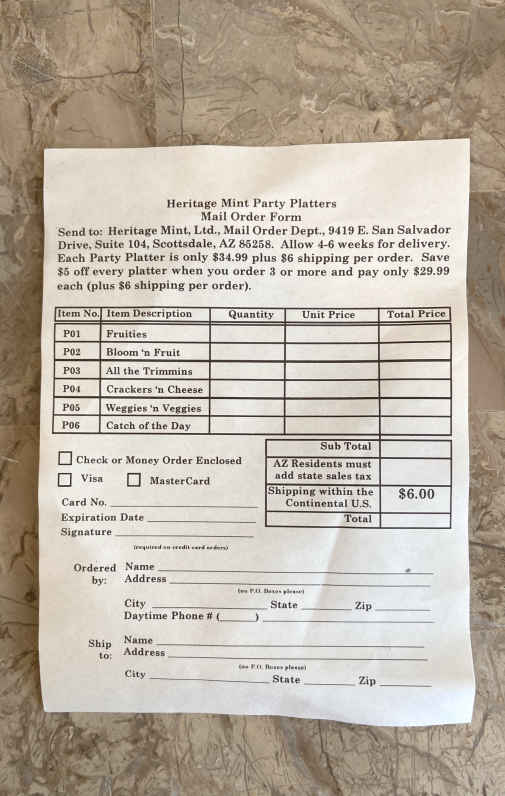 Heritage Mint Party Platters
Mail Order Form
Send to: Heritage Mint, Ltd., Mail Order Dept., 9419 E. San Salvador
Drive, Suite 104, Scottsdale, AZ 85258. Allow 4-6 weeks for delivery.
Each Party Platter is only $34.99 plus $6 shipping per order. Save
$5 off every platter when you order 3 or more and pay only $29.99
each (plus $6 shipping per order).
Item No. Item Description Quantity Unit Price Total Price
P01 Fruities
P02 Bloom 'n Fruit
P03 All the Trimmins
P04 Crackers 'n Cheese
P05 Weggies 'n Veggies
P06 Catch of the Day
Sub Total
AZ Residents must
add state sales tax
Shipping within the
Continental U.S. $6.00
Total
Check or Money Order Enclosed
Visa MasterCard
Card No.
Expiration Date
Signature
(required on credit card orders)
Ordered by: Name
Address
(no P.O. Boxes please)
City State Zip
Daytime Phone # ( )
Ship to: Name
Address
(no P.O. Boxes please)
City State Zip